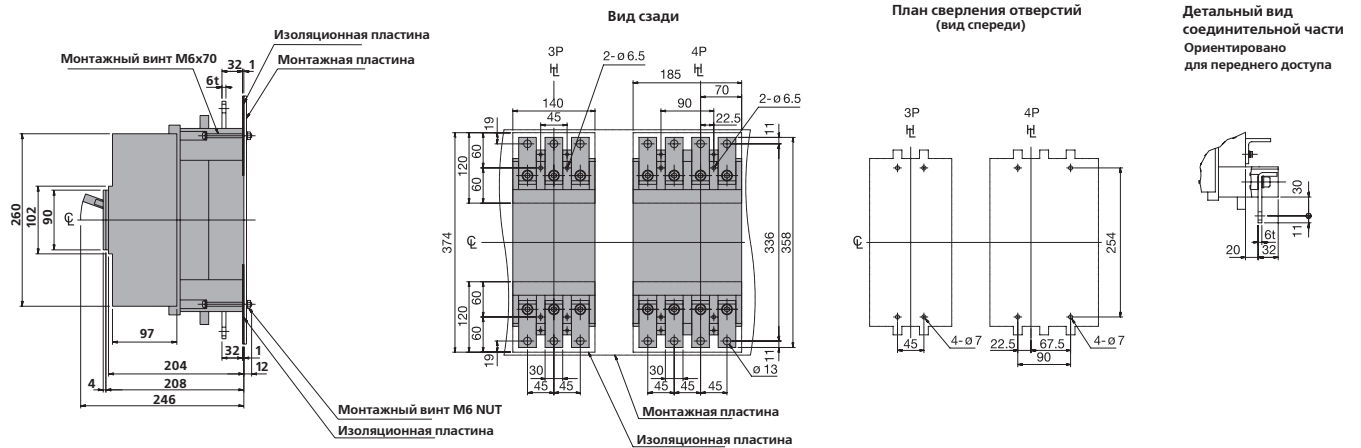 Изоляционная пластина
Монтажный винт M6x70
32
1
Монтажная пластина
6t
260
102
90
97
32
1
204
12
4
208
246
Монтажный винт M6 NUT
Изоляционная пластина
Вид сзади
3P
4P
2-ø6.5
185
70
140
90
2-ø6.5
45
22.5
19
11
120
60
60
374
336
358
120
60
60
19
11
30
30
ø 13
45
45
45
45
Монтажная пластина
Изоляционная пластина
План сверления отверстий
(вид спереди)
3P
4P
254
4-ø7
4-ø7
45
22.5
67.5
90
Детальный вид
соединительной части
Ориентировано
для переднего доступа
30
11
6t
20
32